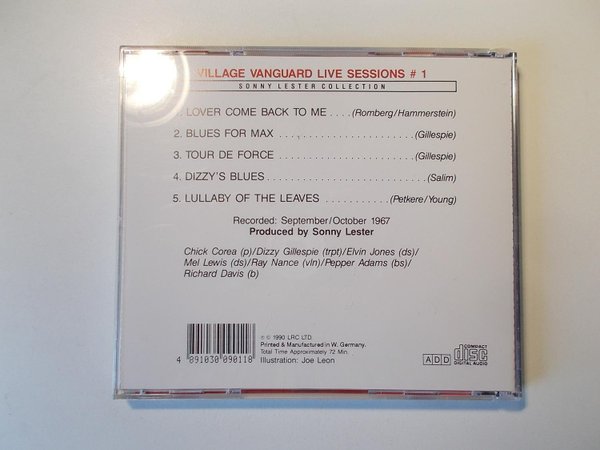 VILLAGE VANGUARD LIVE SESSIONS # 1
SONNY LESTER COLLECTION
1. LOVER COME BACK TO ME . . . . (Romberg/Hammerstein)
2. BLUES FOR MAX . . . . . . . . . . . . . . . . . . . . . . . (Gillespie)
3. TOUR DE FORCE . . . . . . . . . . . . . . . . . . . . . . . (Gillespie)
4. DIZZY'S BLUES . . . . . . . . . . . . . . . . . . . . . . . . . . . (Salim)
5. LULLABY OF THE LEAVES . . . . . . . . . . . (Petkere/Young)
Recorded: September/October 1967
Produced by Sonny Lester
Chick Corea (p)/Dizzy Gillespie (trpt)/Elvin Jones (ds)/
Mel Lewis (ds)/Ray Nance (vln)/Pepper Adams (bs)/
Richard Davis (b)
℗ © 1990 LRC LTD.
Printed & Manufactured in W. Germany.
Total Time Approximately 72 Min.
Illustration: Joe Leon
4 891030 090118
ADD
COMPACT
disc
DIGITAL AUDIO